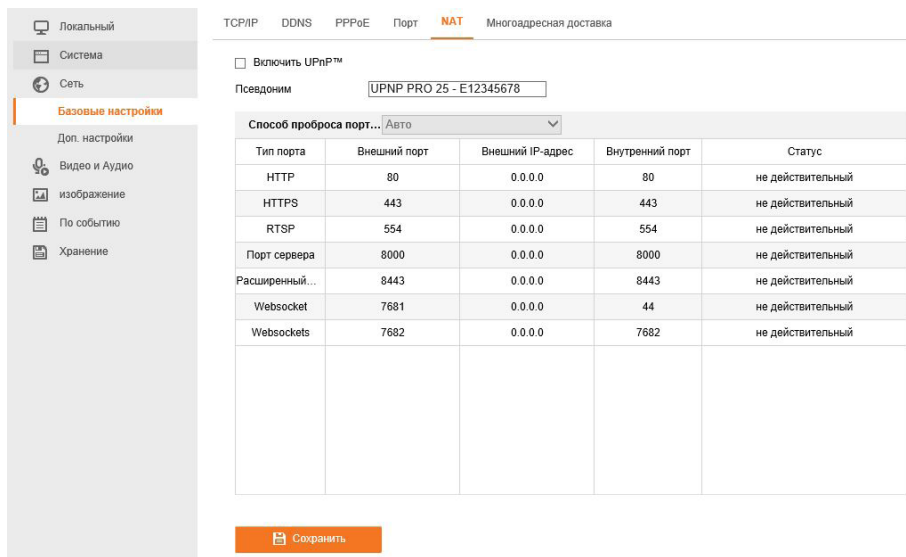 Локальный
Система
Сеть
Базовые настройки
Доп. настройки
Видео и Аудио
изображение
По событию
Хранение
TCP/IP DDNS PPPoE Порт NAT Многоадресная доставка
Включить UPnP™
Псевдоним UPNP PRO 25 - E12345678
Способ проброса порт... Авто
Тип порта Внешний порт Внешний IP-адрес Внутренний порт Статус
HTTP 80 0.0.0.0 80 не действительный
HTTPS 443 0.0.0.0 443 не действительный
RTSP 554 0.0.0.0 554 не действительный
Порт сервера 8000 0.0.0.0 8000 не действительный
Расширенный... 8443 0.0.0.0 8443 не действительный
Websocket 7681 0.0.0.0 44 не действительный
Websockets 7682 0.0.0.0 7682 не действительный
Сохранить